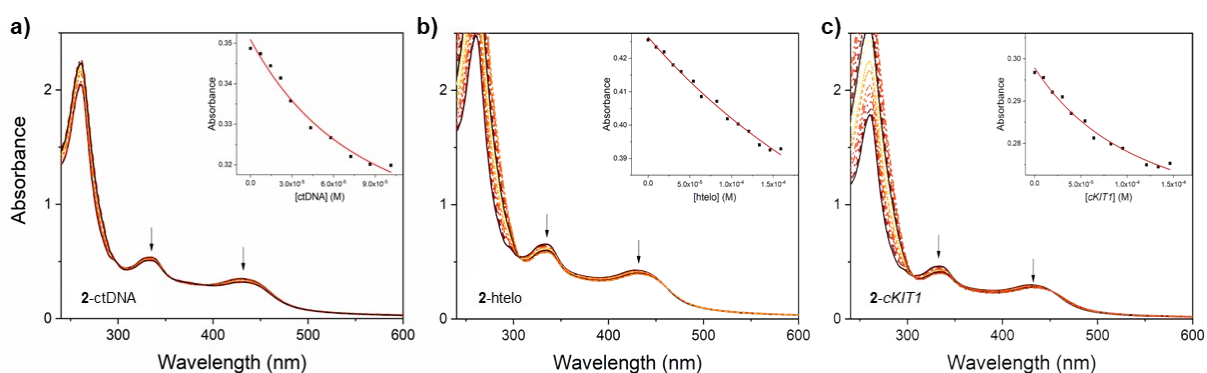 a)
0.35
0.34
0.33
0.32
Absorbance
0.0 3.0x10⁻⁵ 6.0x10⁻⁵ 9.0x10⁻⁵
[ctDNA] (M)
2
1
0
Absorbance
2-ctDNA
300 400 500 600
Wavelength (nm)
b)
0.42
0.41
0.40
0.39
Absorbance
0.0 5.0x10⁻⁵ 1.0x10⁻⁴ 1.5x10⁻⁴
[htelo] (M)
2
1
0
2-htelo
300 400 500 600
Wavelength (nm)
c)
0.30
0.29
0.28
Absorbance
0.0 5.0x10⁻⁵ 1.0x10⁻⁴ 1.5x10⁻⁴
[cKIT1] (M)
2
1
0
2-cKIT1
300 400 500 600
Wavelength (nm)